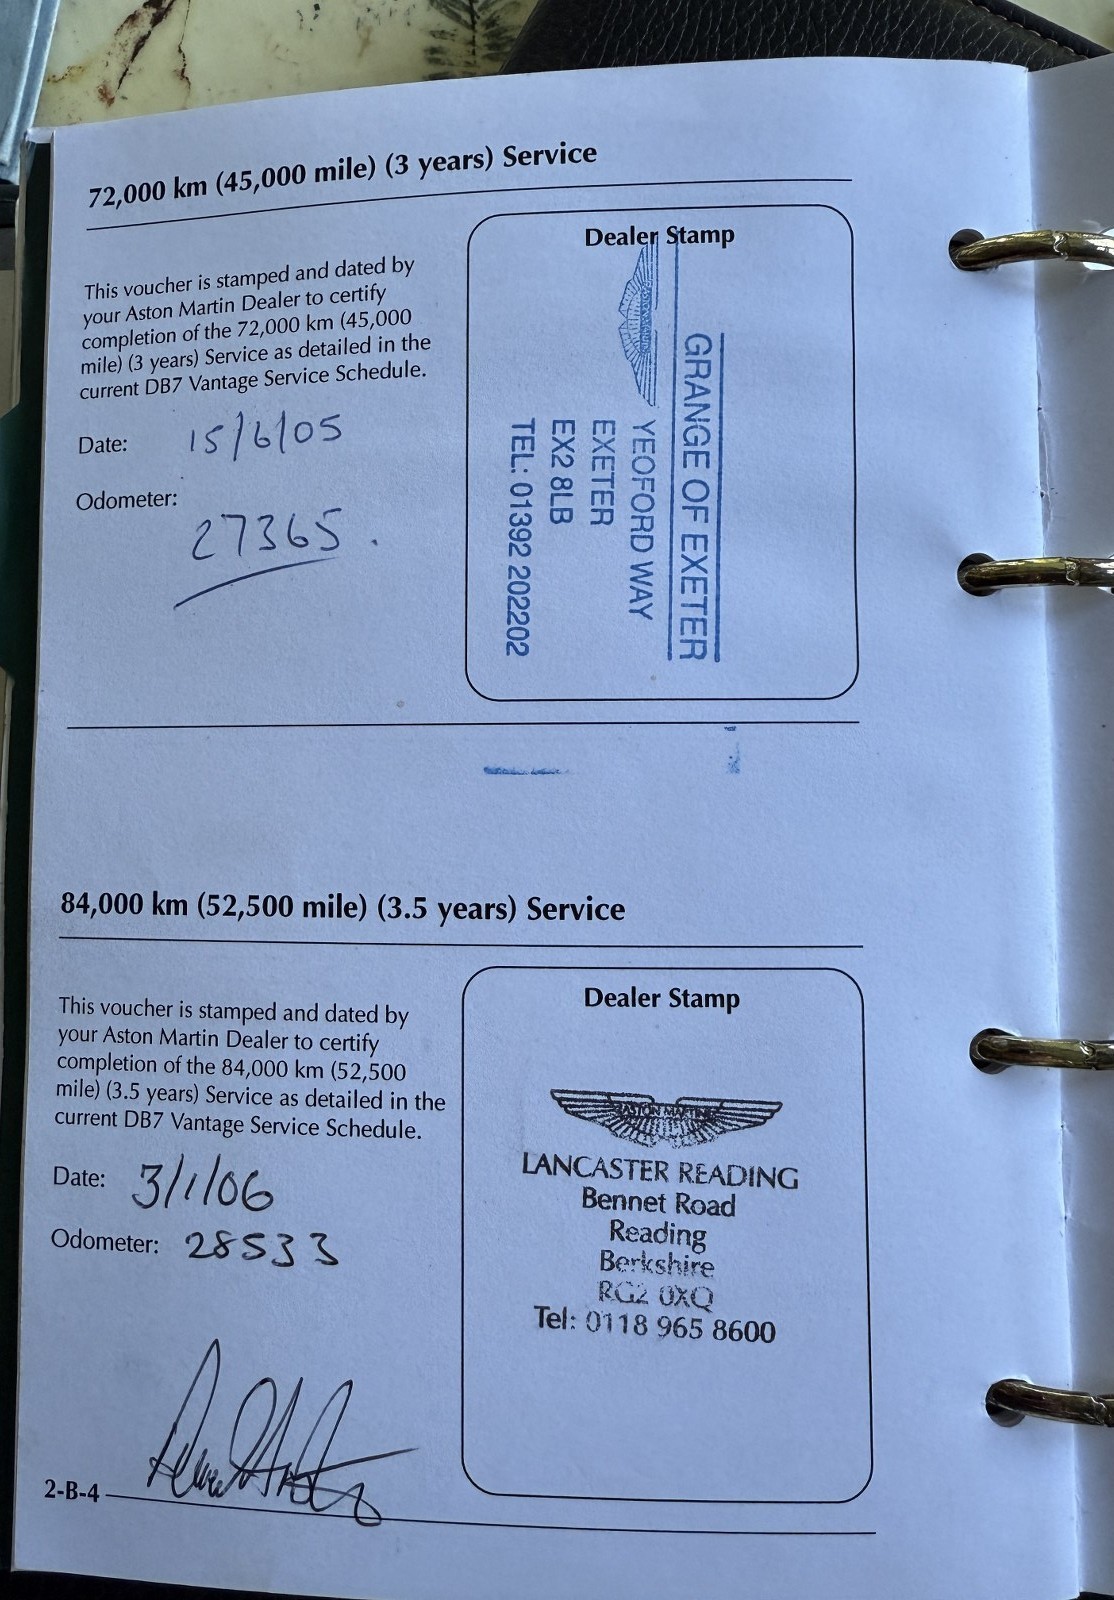 72,000 km (45,000 mile) (3 years) Service
This voucher is stamped and dated by
your Aston Martin Dealer to certify
completion of the 72,000 km (45,000
mile) (3 years) Service as detailed in the
current DB7 Vantage Service Schedule.
Date: 15/6/05
Odometer:
27365.
Dealer Stamp
ASTON MARTIN
GRANGE OF EXETER
YEOFORD WAY
EXETER
EX2 8LB
TEL: 01392 202202
84,000 km (52,500 mile) (3.5 years) Service
This voucher is stamped and dated by
your Aston Martin Dealer to certify
completion of the 84,000 km (52,500
mile) (3.5 years) Service as detailed in the
current DB7 Vantage Service Schedule.
Date: 3/1/06
Odometer: 28533
Dealer Stamp
ASTON MARTIN
LANCASTER READING
Bennet Road
Reading
Berkshire
RG2 0XQ
Tel: 0118 965 8600
2-B-4